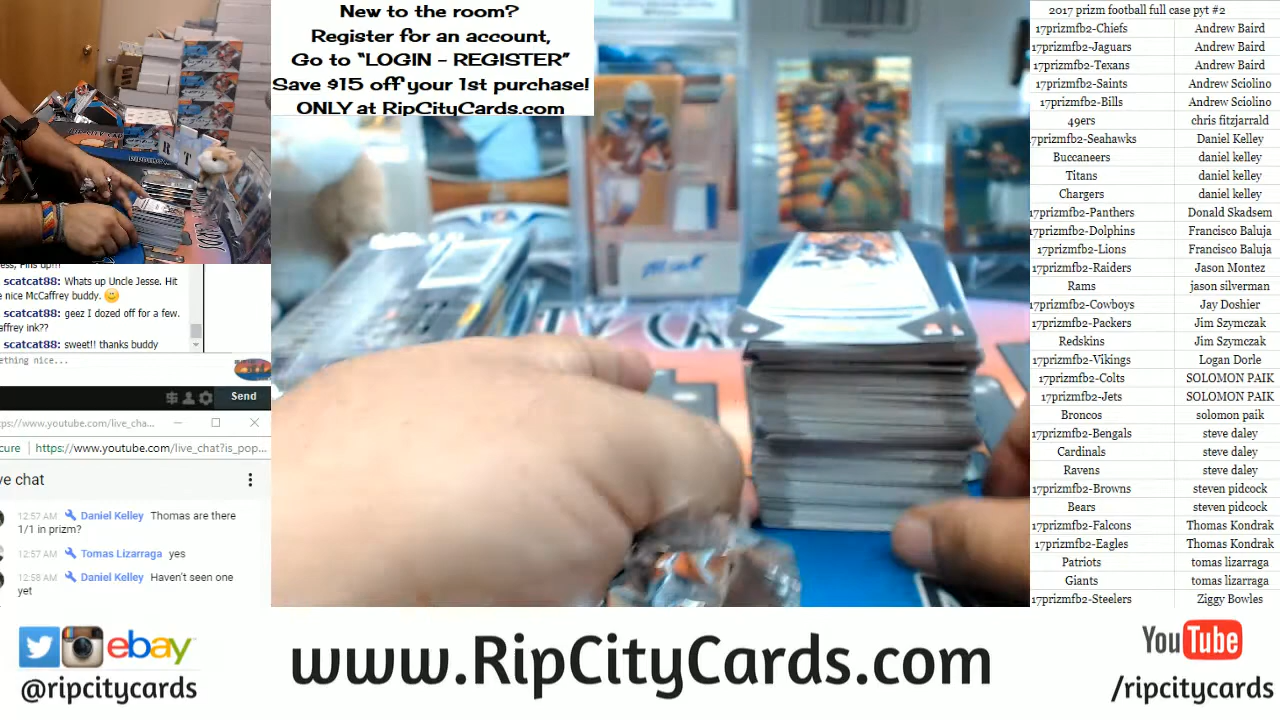 New to the room?
Register for an account,
Go to “LOGIN - REGISTER”
Save $15 off your 1st purchase!
ONLY at RipCityCards.com
scatcat88: Whats up Uncle Jesse. Hit
nice McCaffrey buddy.
scatcat88: geez I dozed off for a few.
ink??
scatcat88: sweet!! thanks buddy
nice...
Send
https://www.youtube.com/live_cha...
https://www.youtube.com/live_chat?is_pop...
chat
12:57 AM Daniel Kelley Thomas are there
1/1 in prizm?
12:57 AM Tomas Lizarraga yes
12:58 AM Daniel Kelley Haven't seen one
yet
2017 prizm football full case pyt #2
17prizmfb2-Chiefs Andrew Baird
17prizmfb2-Jaguars Andrew Baird
17prizmfb2-Texans Andrew Baird
17prizmfb2-Saints Andrew Sciolino
17prizmfb2-Bills Andrew Sciolino
49ers chris fitzjarrald
17prizmfb2-Seahawks Daniel Kelley
Buccaneers daniel kelley
Titans daniel kelley
Chargers daniel kelley
17prizmfb2-Panthers Donald Skadsem
17prizmfb2-Dolphins Francisco Baluja
17prizmfb2-Lions Francisco Baluja
17prizmfb2-Raiders Jason Montez
Rams jason silverman
17prizmfb2-Cowboys Jay Doshier
17prizmfb2-Packers Jim Szymczak
Redskins Jim Szymczak
17prizmfb2-Vikings Logan Dorle
17prizmfb2-Colts SOLOMON PAIK
17prizmfb2-Jets SOLOMON PAIK
Broncos solomon paik
17prizmfb2-Bengals steve daley
Cardinals steve daley
Ravens steve daley
17prizmfb2-Browns steven pidcock
Bears steven pidcock
17prizmfb2-Falcons Thomas Kondrak
17prizmfb2-Eagles Thomas Kondrak
Patriots tomas lizarraga
Giants tomas lizarraga
17prizmfb2-Steelers Ziggy Bowles
ebay
@ripcitycards
www.RipCityCards.com
YouTube
/ripcitycards